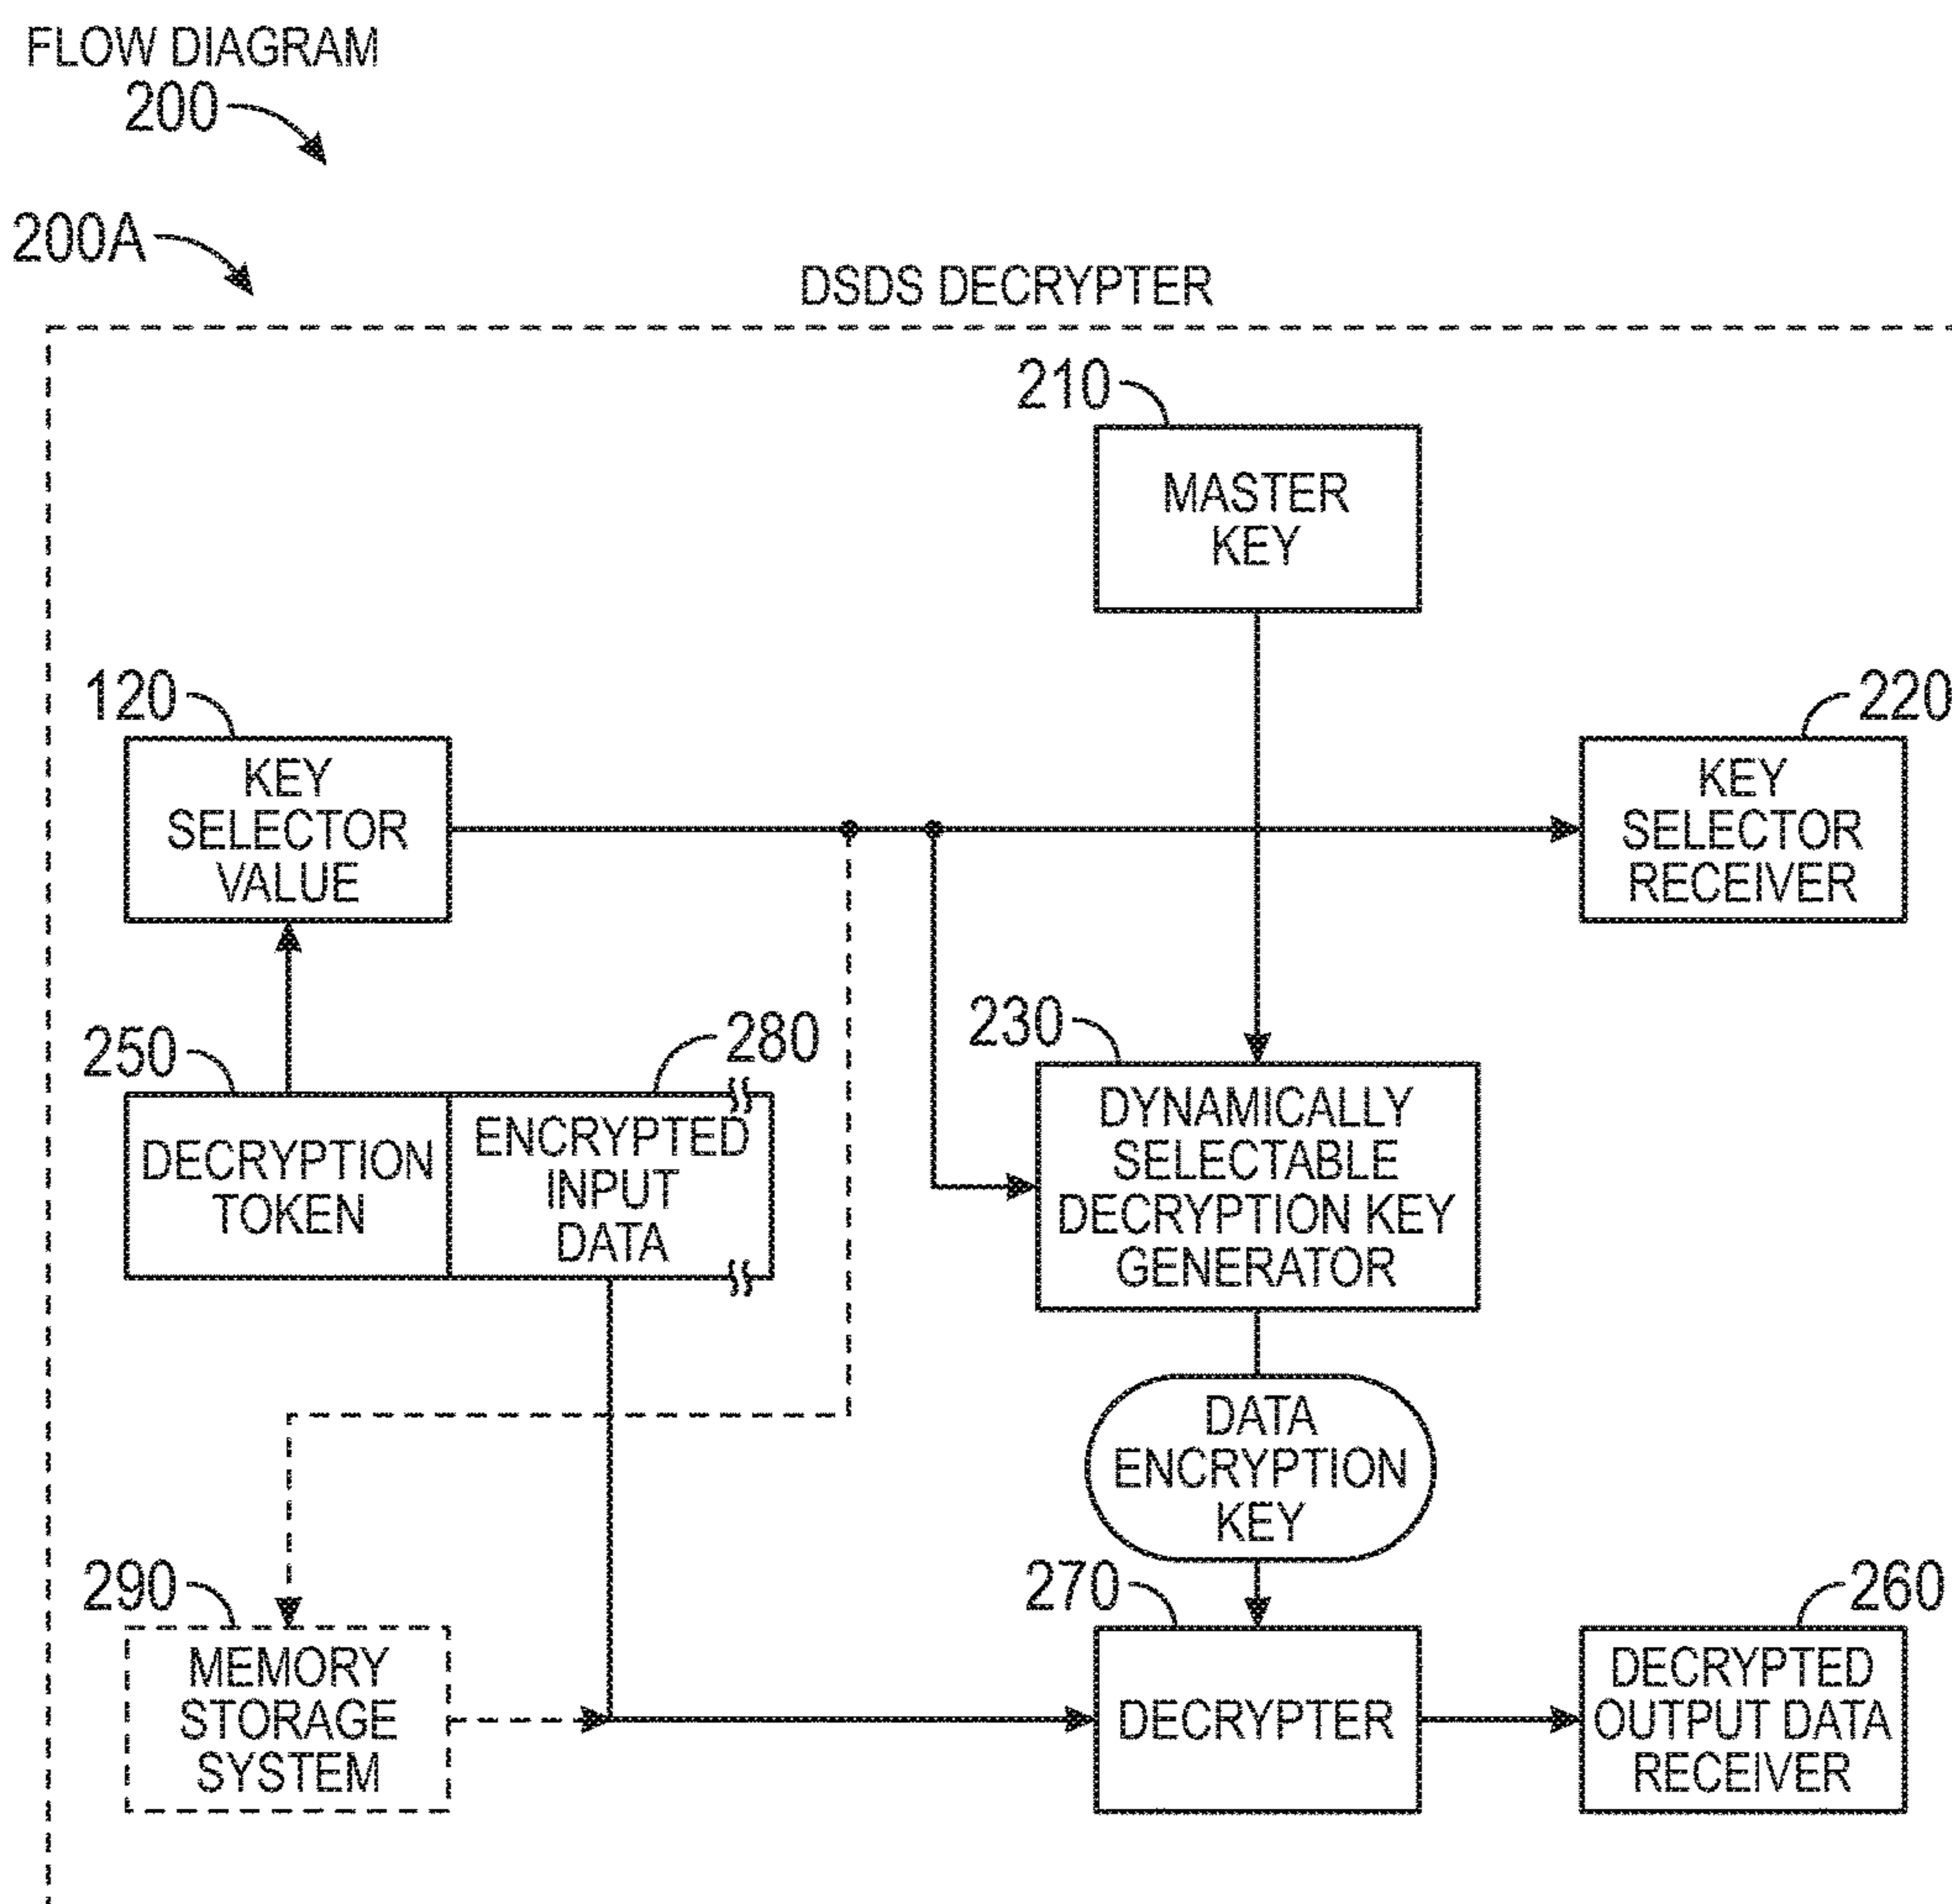 FLOW DIAGRAM
200
200A
DSDS DECRYPTER
210
MASTER
KEY
120
KEY
SELECTOR
VALUE
220
KEY
SELECTOR
RECEIVER
250
DECRYPTION
TOKEN
280
ENCRYPTED
INPUT
DATA
230
DYNAMICALLY
SELECTABLE
DECRYPTION KEY
GENERATOR
DATA
ENCRYPTION
KEY
290
MEMORY
STORAGE
SYSTEM
270
DECRYPTER
260
DECRYPTED
OUTPUT DATA
RECEIVER